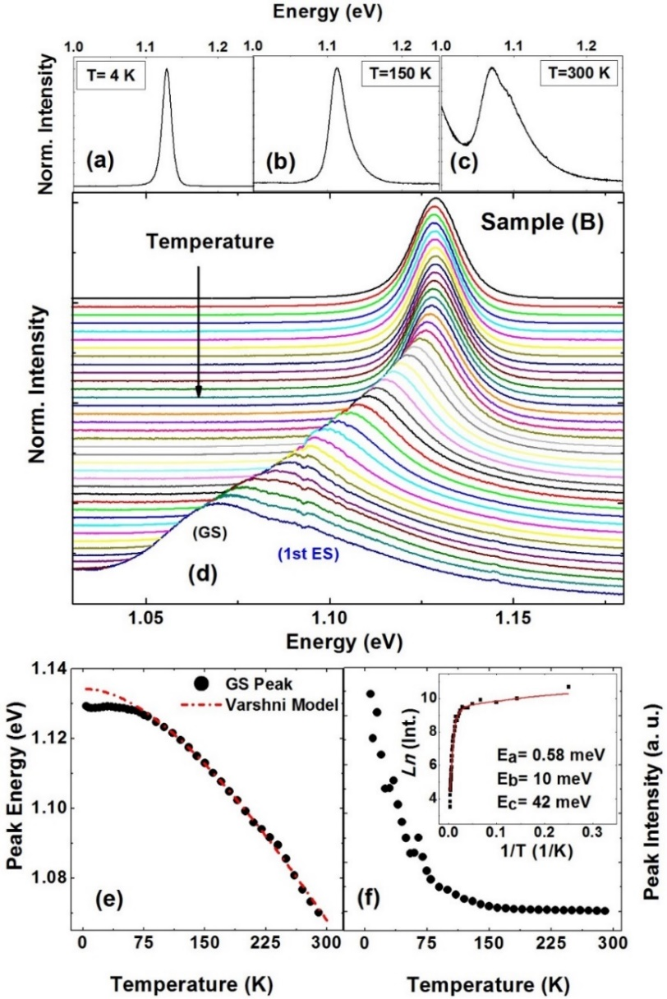 Energy (eV)
1.0 1.1 1.2 1.0 1.1 1.2 1.0 1.1 1.2
T= 4 K T=150 K T=300 K
Norm. Intensity
(a) (b) (c)
Sample (B)
Temperature
Norm. Intensity
(GS)
(1st ES)
(d)
1.05 1.10 1.15
Energy (eV)
1.14
1.12
1.10
1.08
Peak Energy (eV)
GS Peak
Varshni Model
(e)
0 75 150 225 300
Temperature (K)
10
8
6
4
Ln (Int.)
Ea= 0.58 meV
Eb= 10 meV
Ec= 42 meV
0.0 0.1 0.2 0.3
1/T (1/K)
Peak Intensity (a. u.)
(f)
0 75 150 225 300
Temperature (K)